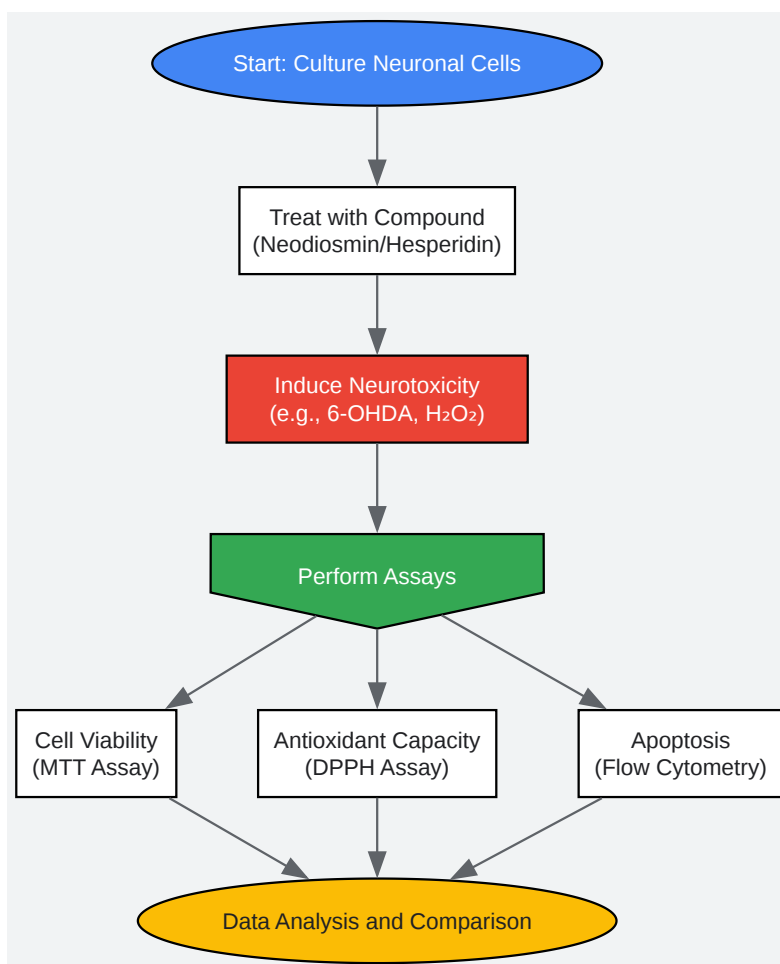 Start: Culture Neuronal Cells
Treat with Compound
(Neodiosmin/Hesperidin)
Induce Neurotoxicity
(e.g., 6-OHDA, H₂O₂)
Perform Assays
Cell Viability
(MTT Assay)
Antioxidant Capacity
(DPPH Assay)
Apoptosis
(Flow Cytometry)
Data Analysis and Comparison